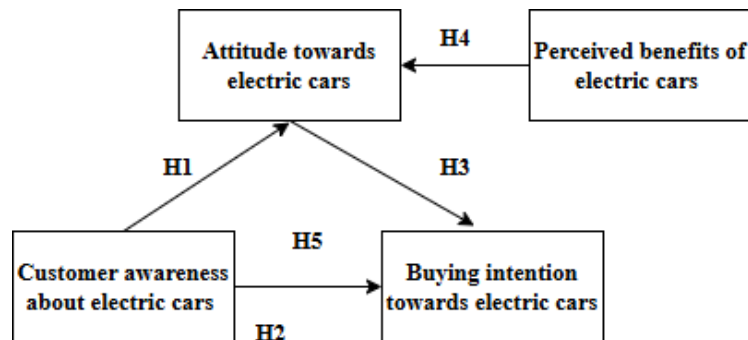 Attitude towards
electric cars
H4
Perceived benefits of
electric cars
H1
H3
Customer awareness
about electric cars
H5
H2
Buying intention
towards electric cars